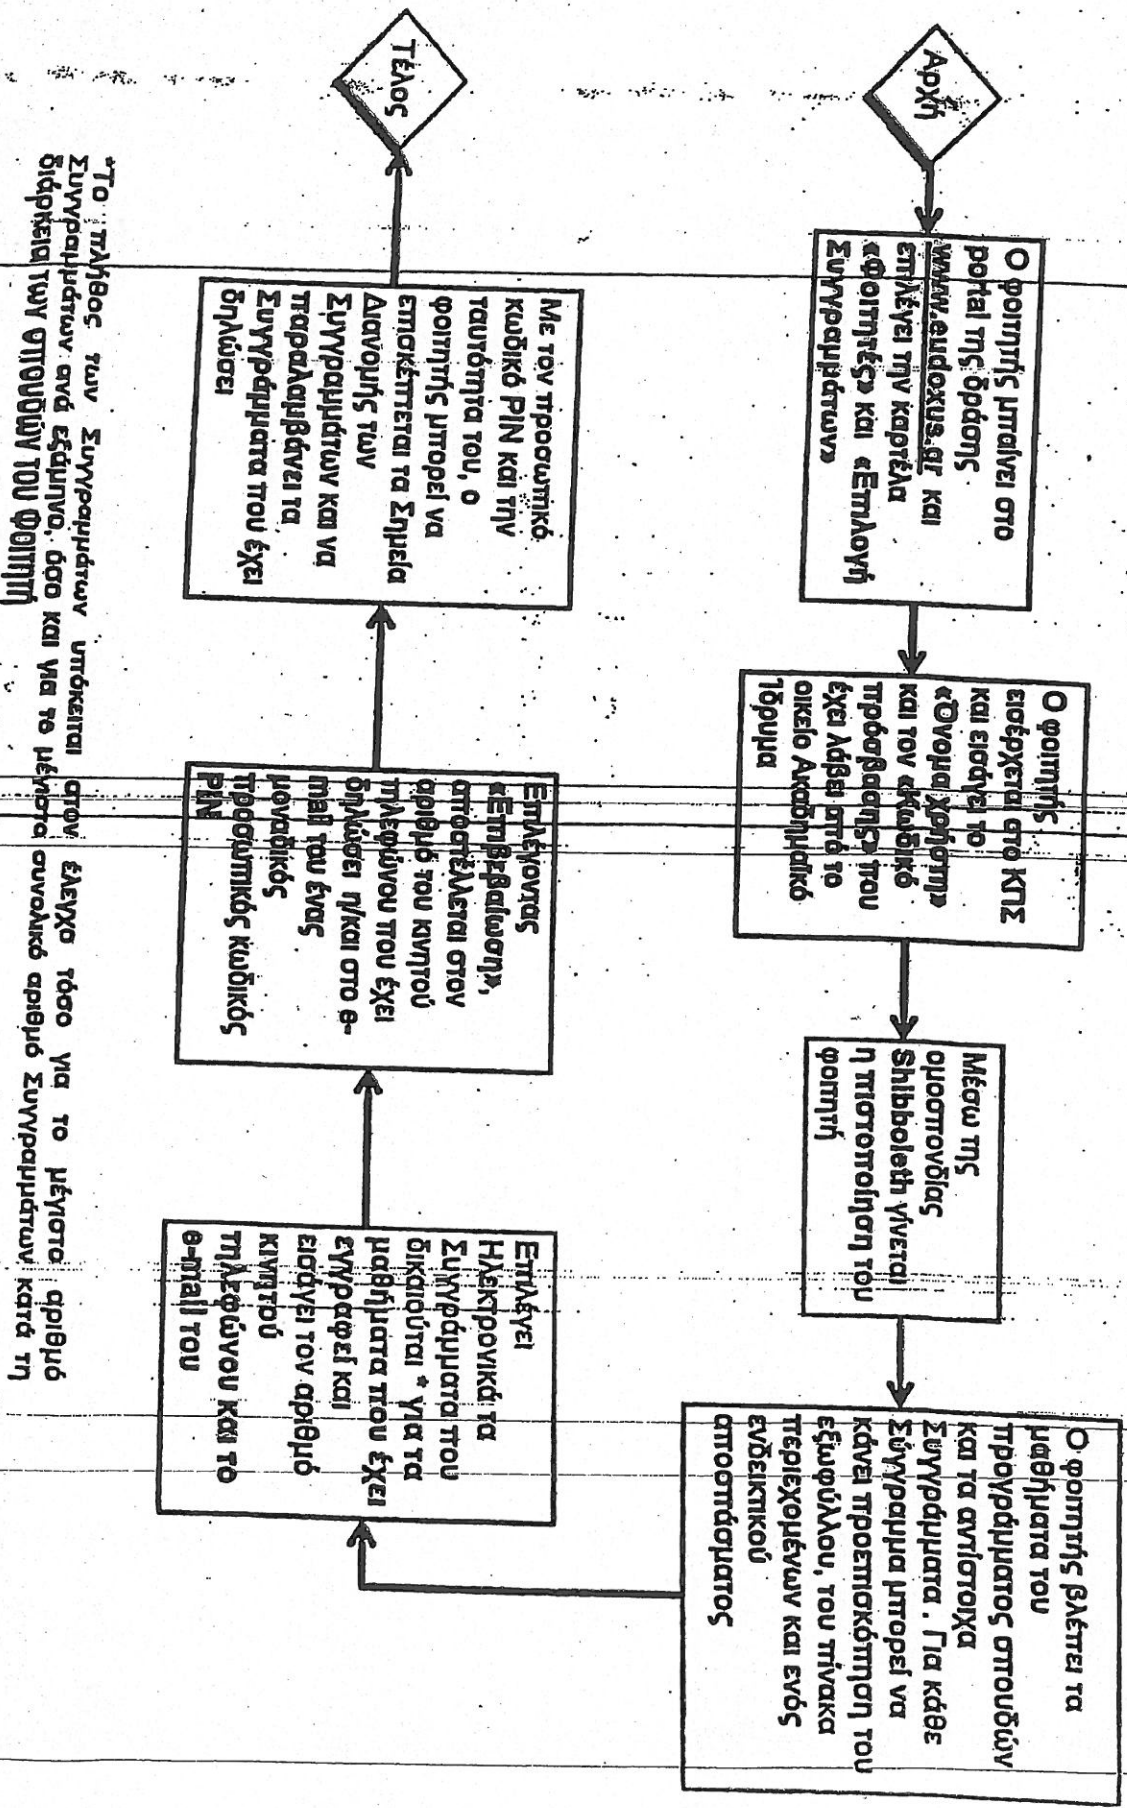 Αρχή
Ο φοιτητής μπαίνει στο
portal της δράσης
www.eudoxus.gr και
επιλέγει την καρτέλα
«Φοιτητές» και «Επιλογή
Συγγραμμάτων»
Ο φοιτητής
εισέρχεται στο ΚΠΣ
και εισάγει το
«Όνομα χρήστη»
και τον «Κωδικό
πρόσβασης» που
έχει λάβει από το
οικείο Ακαδημαϊκό
Ίδρυμα
Μέσω της
ομοσπονδίας
Shibboleth γίνεται
η πιστοποίηση του
φοιτητή
Ο φοιτητής βλέπει τα
μαθήματα του
προγράμματος σπουδών
και τα αντίστοιχα
Συγγράμματα . Για κάθε
Σύγγραμμα μπορεί να
κάνει προεπισκόπηση του
εξωφύλλου, του πίνακα
περιεχομένων και ενός
ενδεικτικού
αποσπάσματος
Επιλέγει
Ηλεκτρονικά τα
Συγγράμματα που
δικαιούται * για τα
μαθήματα που έχει
εγγραφεί και
εισάγει τον αριθμό
κινητού
τηλεφώνου και το
e-mail του
Επιλέγοντας
«Επιβεβαίωση»,
αποστέλλεται στον
αριθμό του κινητού
τηλεφώνου που έχει
δηλώσει η/και στο e-
mail του ένας
μοναδικός
προσωπικός κωδικός
PIN
Με τον προσωπικό
κωδικό PIN και την
ταυτότητα του, ο
φοιτητής μπορεί να
επισκέπτεται τα Σημεία
Διανομής των
Συγγραμμάτων και να
παραλαμβάνει τα
Συγγράμματα που έχει
δηλώσει
Τέλος
*Το πλήθος των Συγγραμμάτων υπόκειται στον έλεγχο τόσο για το μέγιστο αριθμό
Συγγραμμάτων ανά εξάμηνο, όσο και για το μέγιστο συνολικό αριθμό Συγγραμμάτων κατά τη
διάρκεια των σπουδών του φοιτητή